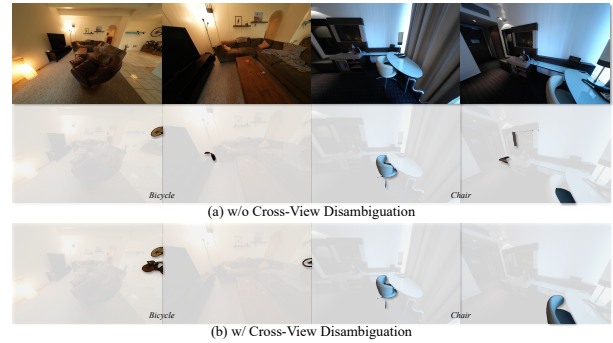 Bicycle
Chair
(a) w/o Cross-View Disambiguation
Bicycle
Chair
(b) w/ Cross-View Disambiguation